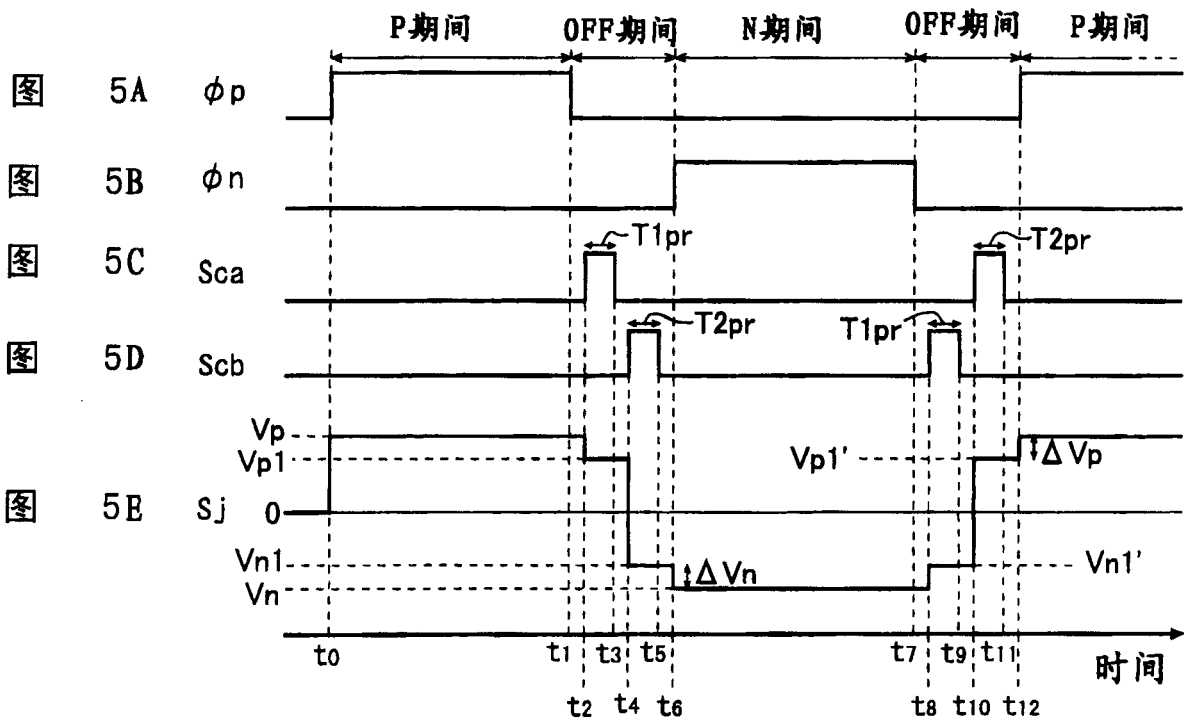 P期间 OFF期间 N期间 OFF期间 P期间
图 5A φp
图 5B φn
T1pr T2pr
图 5C Sca
T2pr T1pr
图 5D Scb
Vp
Vp1 Vp1' ΔVp
图 5E Sj 0
Vn1 ΔVn Vn1'
Vn
t0 t1 t3 t5 t7 t9 t11 时间
t2 t4 t6 t8 t10 t12